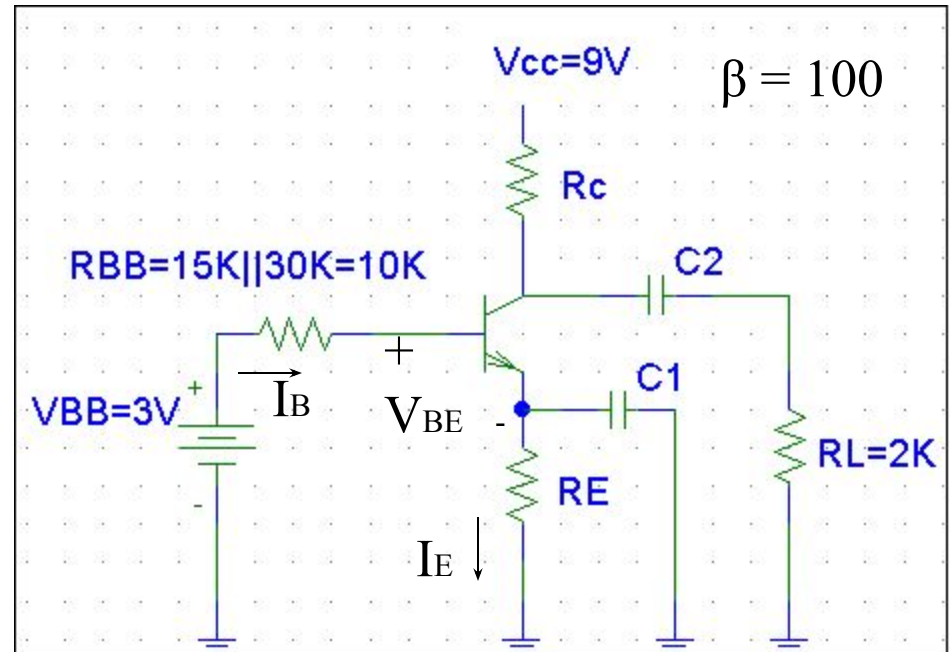 Vcc=9V
β = 100
Rc
RBB=15K||30K=10K
C2
+
+
IB
VBE
-
C1
VBB=3V
-
RE
RL=2K
IE